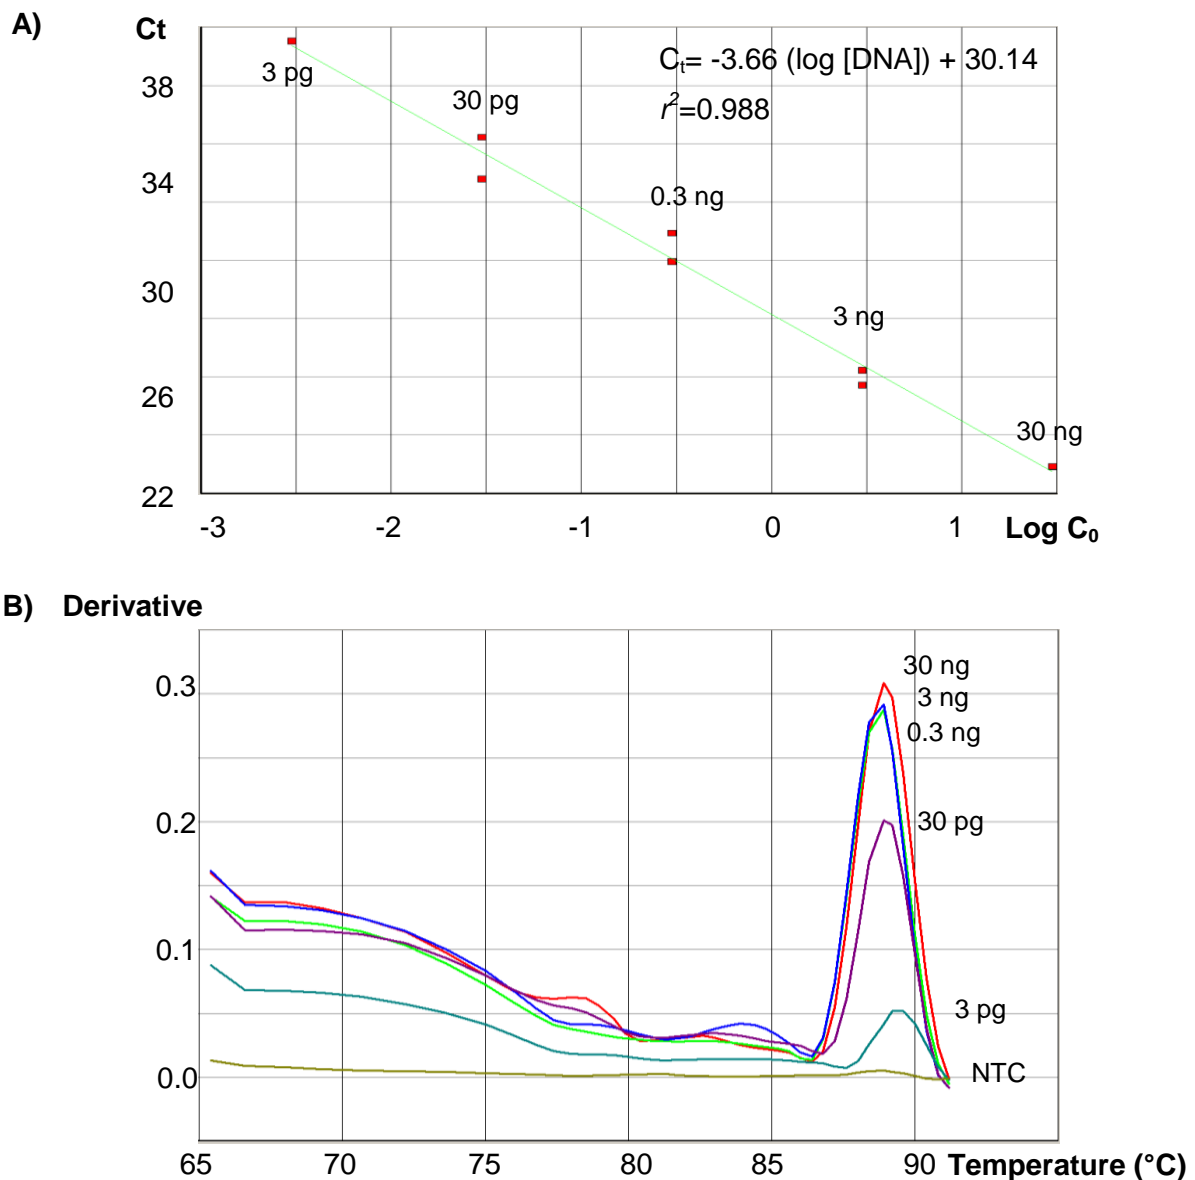 A)
Ct
Cₜ= -3.66 (log [DNA]) + 30.14
r²=0.988
3 pg
30 pg
0.3 ng
3 ng
30 ng
38
34
30
26
22
-3 -2 -1 0 1 Log C₀
B) Derivative
30 ng
3 ng
0.3 ng
30 pg
3 pg
NTC
0.3
0.2
0.1
0.0
65 70 75 80 85 90 Temperature (°C)